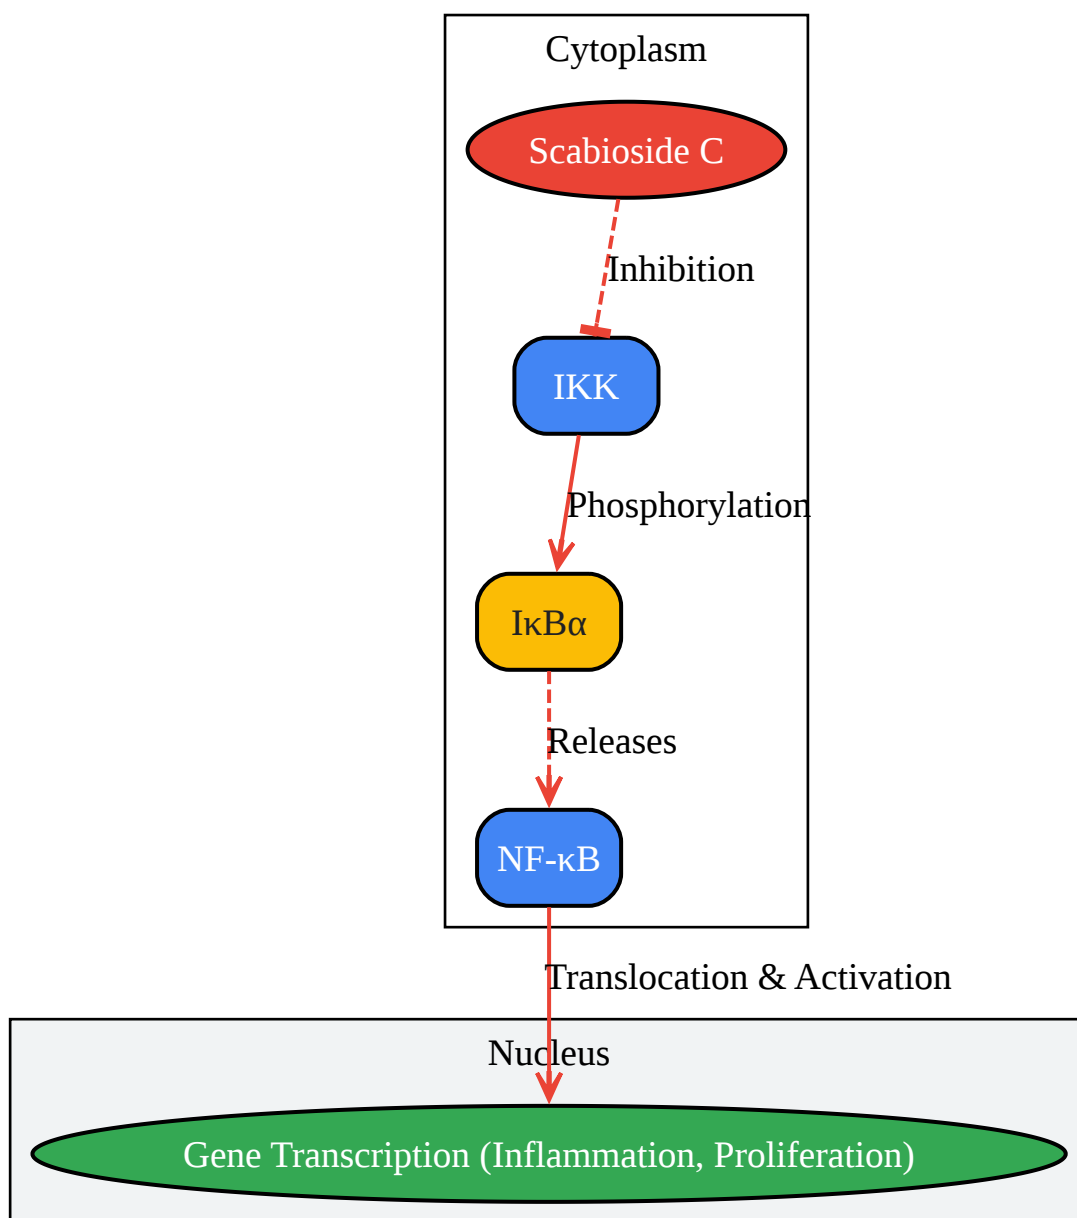 Cytoplasm
Scabioside C
Inhibition
IKK
Phosphorylation
IκBα
Releases
NF-κB
Translocation & Activation
Nucleus
Gene Transcription (Inflammation, Proliferation)